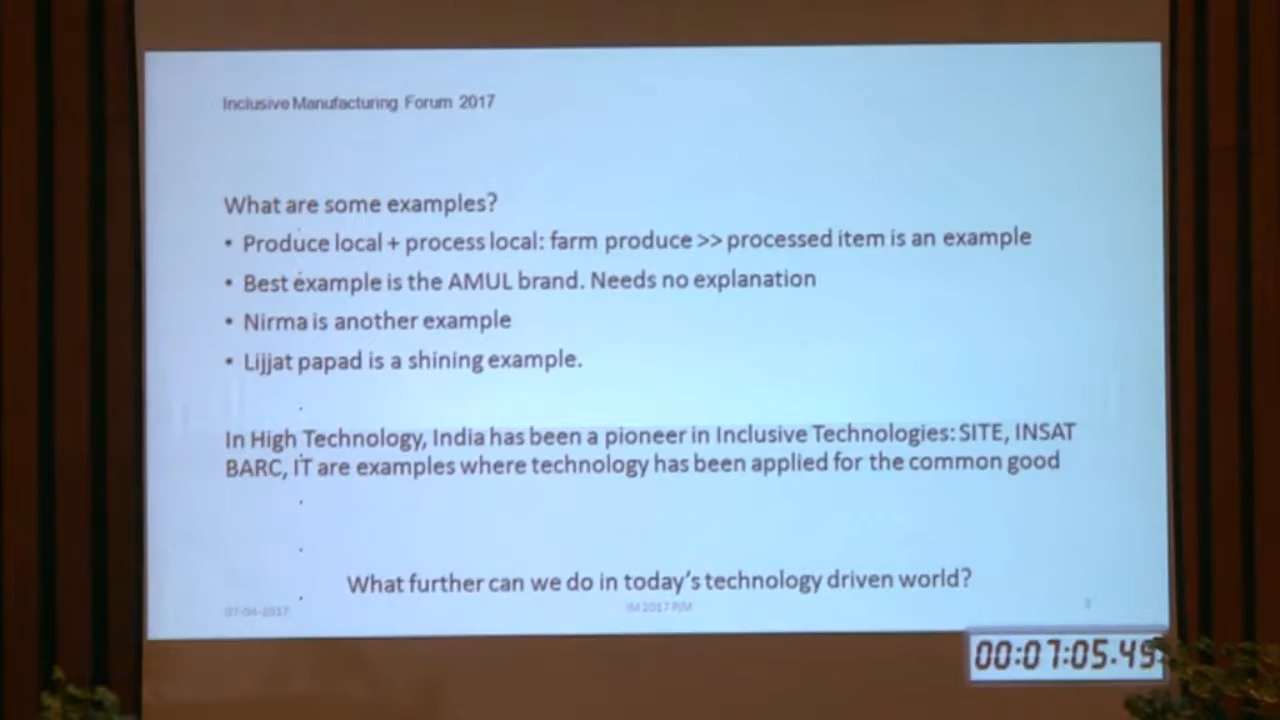 Inclusive Manufacturing Forum 2017
What are some examples?
• Produce local + process local: farm produce >> processed item is an example
• Best example is the AMUL brand. Needs no explanation
• Nirma is another example
• Lijjat papad is a shining example.
In High Technology, India has been a pioneer in Inclusive Technologies: SITE, INSAT
BARC, IT are examples where technology has been applied for the common good
What further can we do in today's technology driven world?
07-04-2017
IM 2017 PJM
00:07:05.49